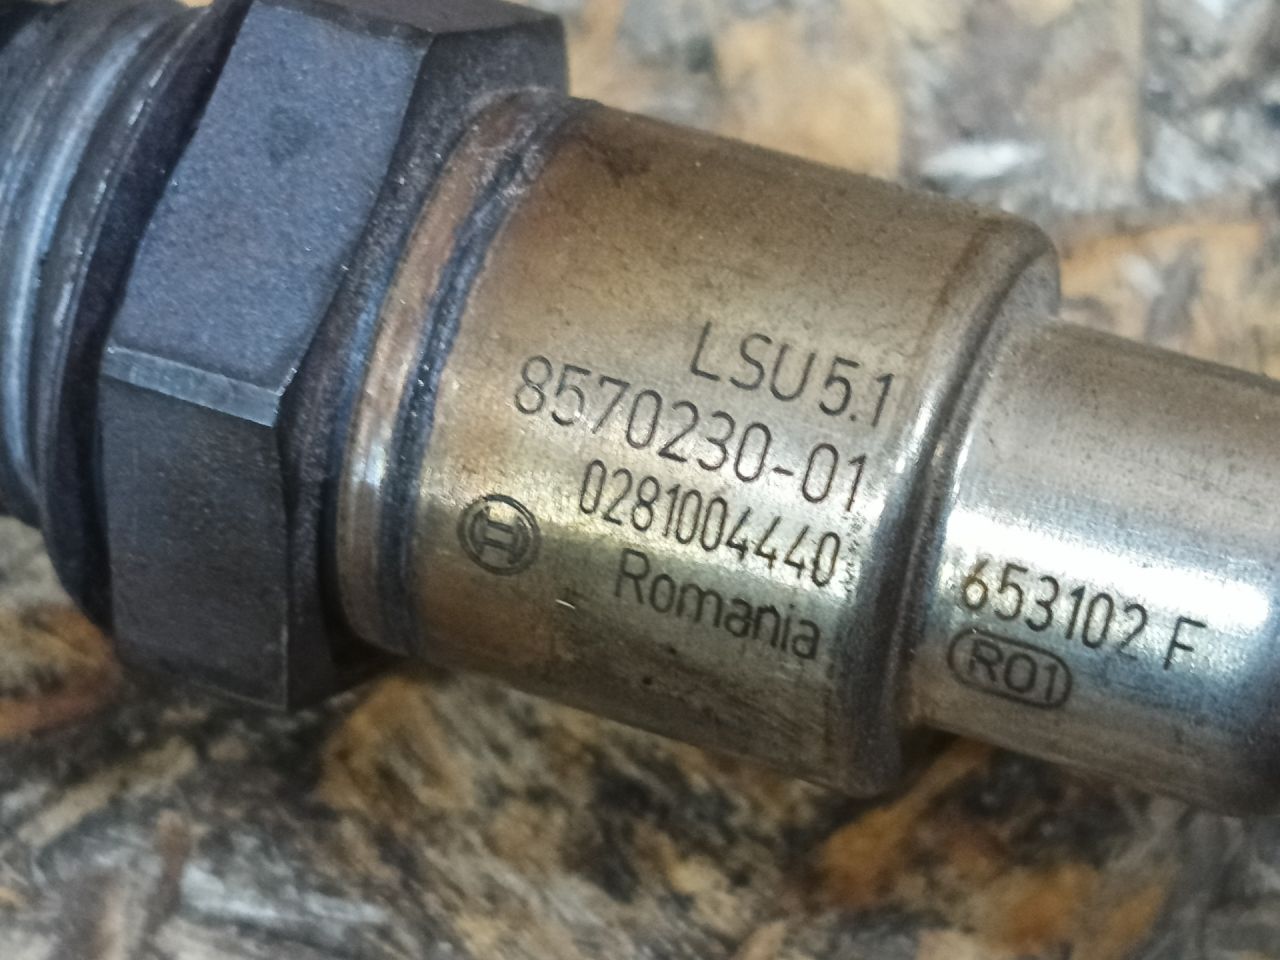 LSU5.1
8570230-01
0281004440
Romania
653102 F
R01